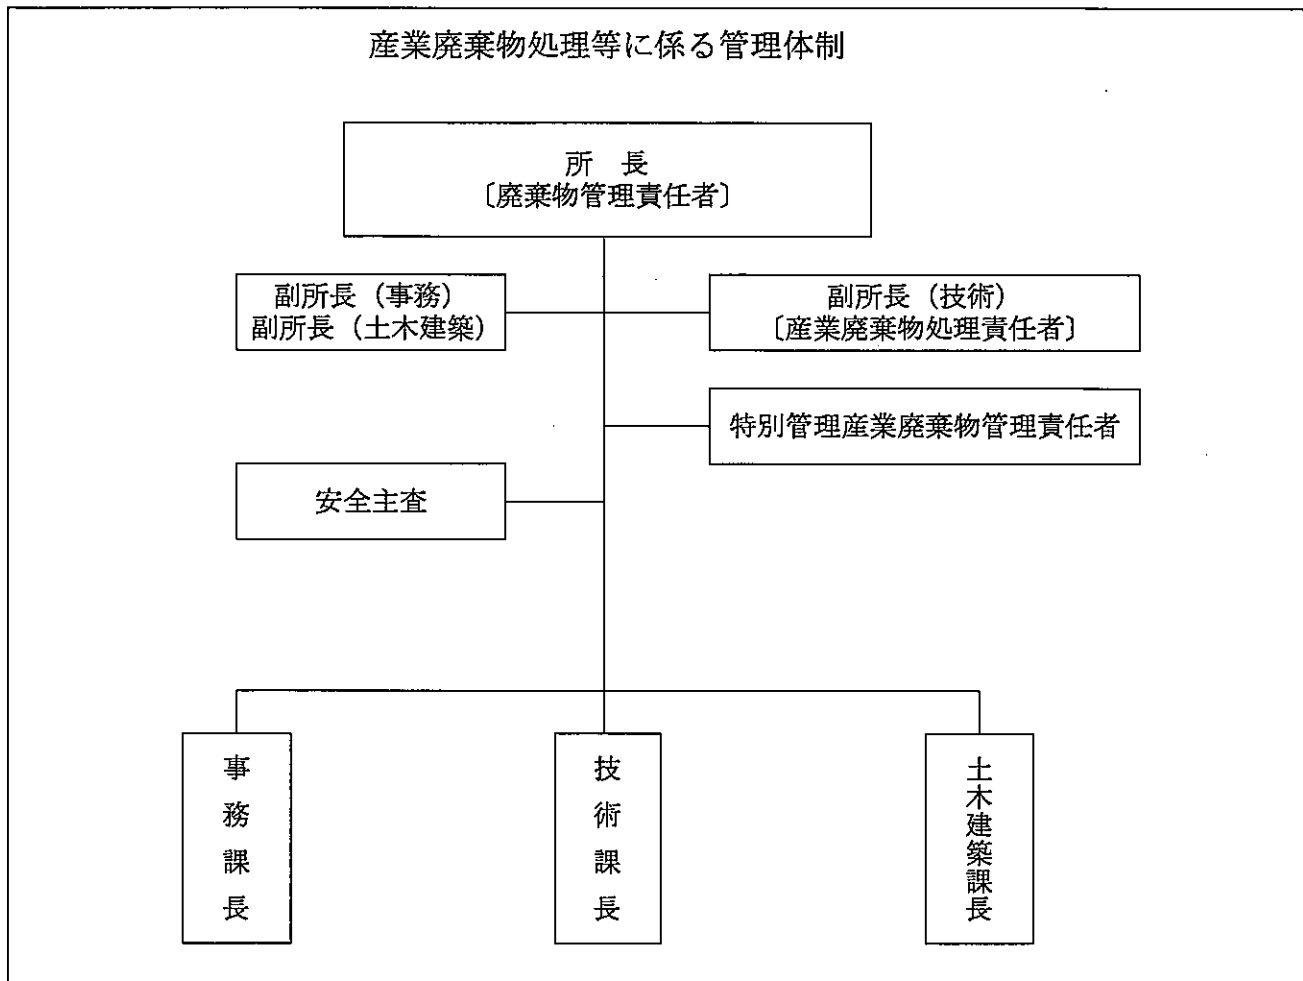 産業廃棄物処理等に係る管理体制
所　長
〔廃棄物管理責任者〕
副所長（事務）
副所長（土木建築）
副所長（技術）
〔産業廃棄物処理責任者〕
特別管理産業廃棄物管理責任者
安全主査
事務課長
技術課長
土木建築課長